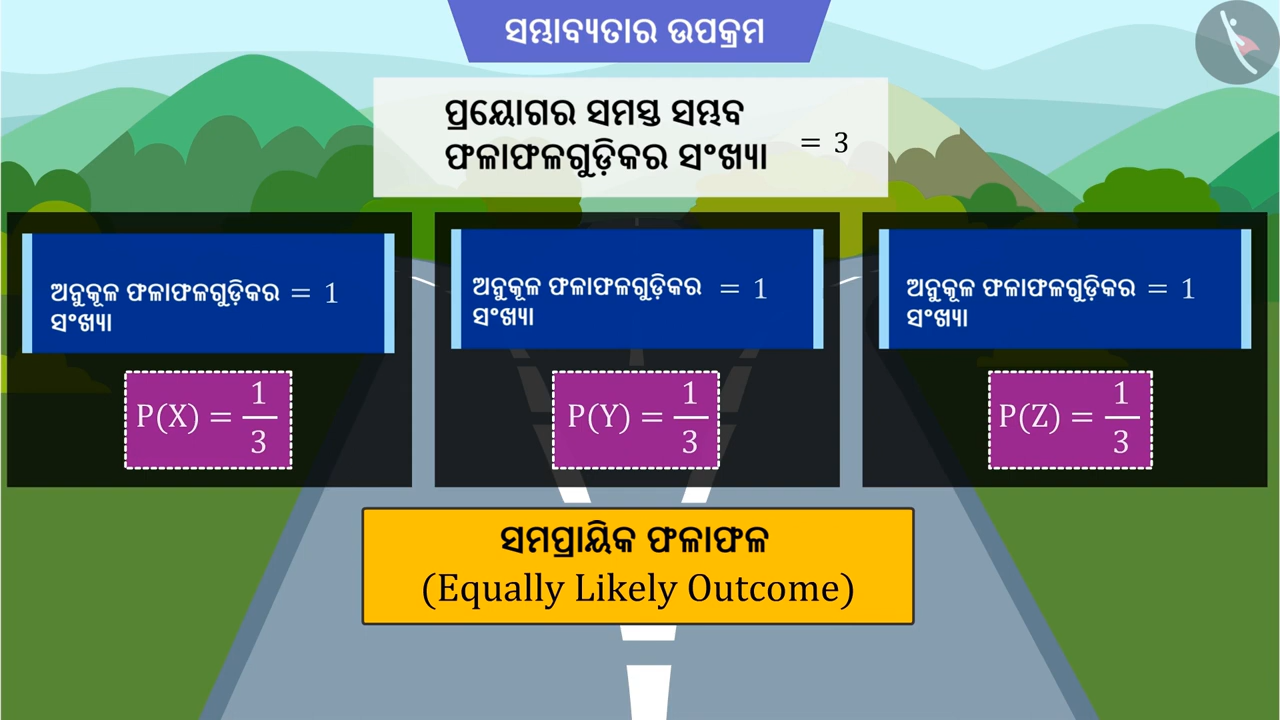 ସମ୍ଭାବ୍ୟତାର ଉପକ୍ରମ
ପ୍ରୟୋଗର ସମସ୍ତ ସମ୍ଭବ
ଫଳାଫଳଗୁଡ଼ିକର ସଂଖ୍ୟା = 3
ଅନୁକୂଳ ଫଳାଫଳଗୁଡ଼ିକର = 1
ସଂଖ୍ୟା
P(X) = 1/3
ଅନୁକୂଳ ଫଳାଫଳଗୁଡ଼ିକର = 1
ସଂଖ୍ୟା
P(Y) = 1/3
ଅନୁକୂଳ ଫଳାଫଳଗୁଡ଼ିକର = 1
ସଂଖ୍ୟା
P(Z) = 1/3
ସମପ୍ରାୟିକ ଫଳାଫଳ
(Equally Likely Outcome)